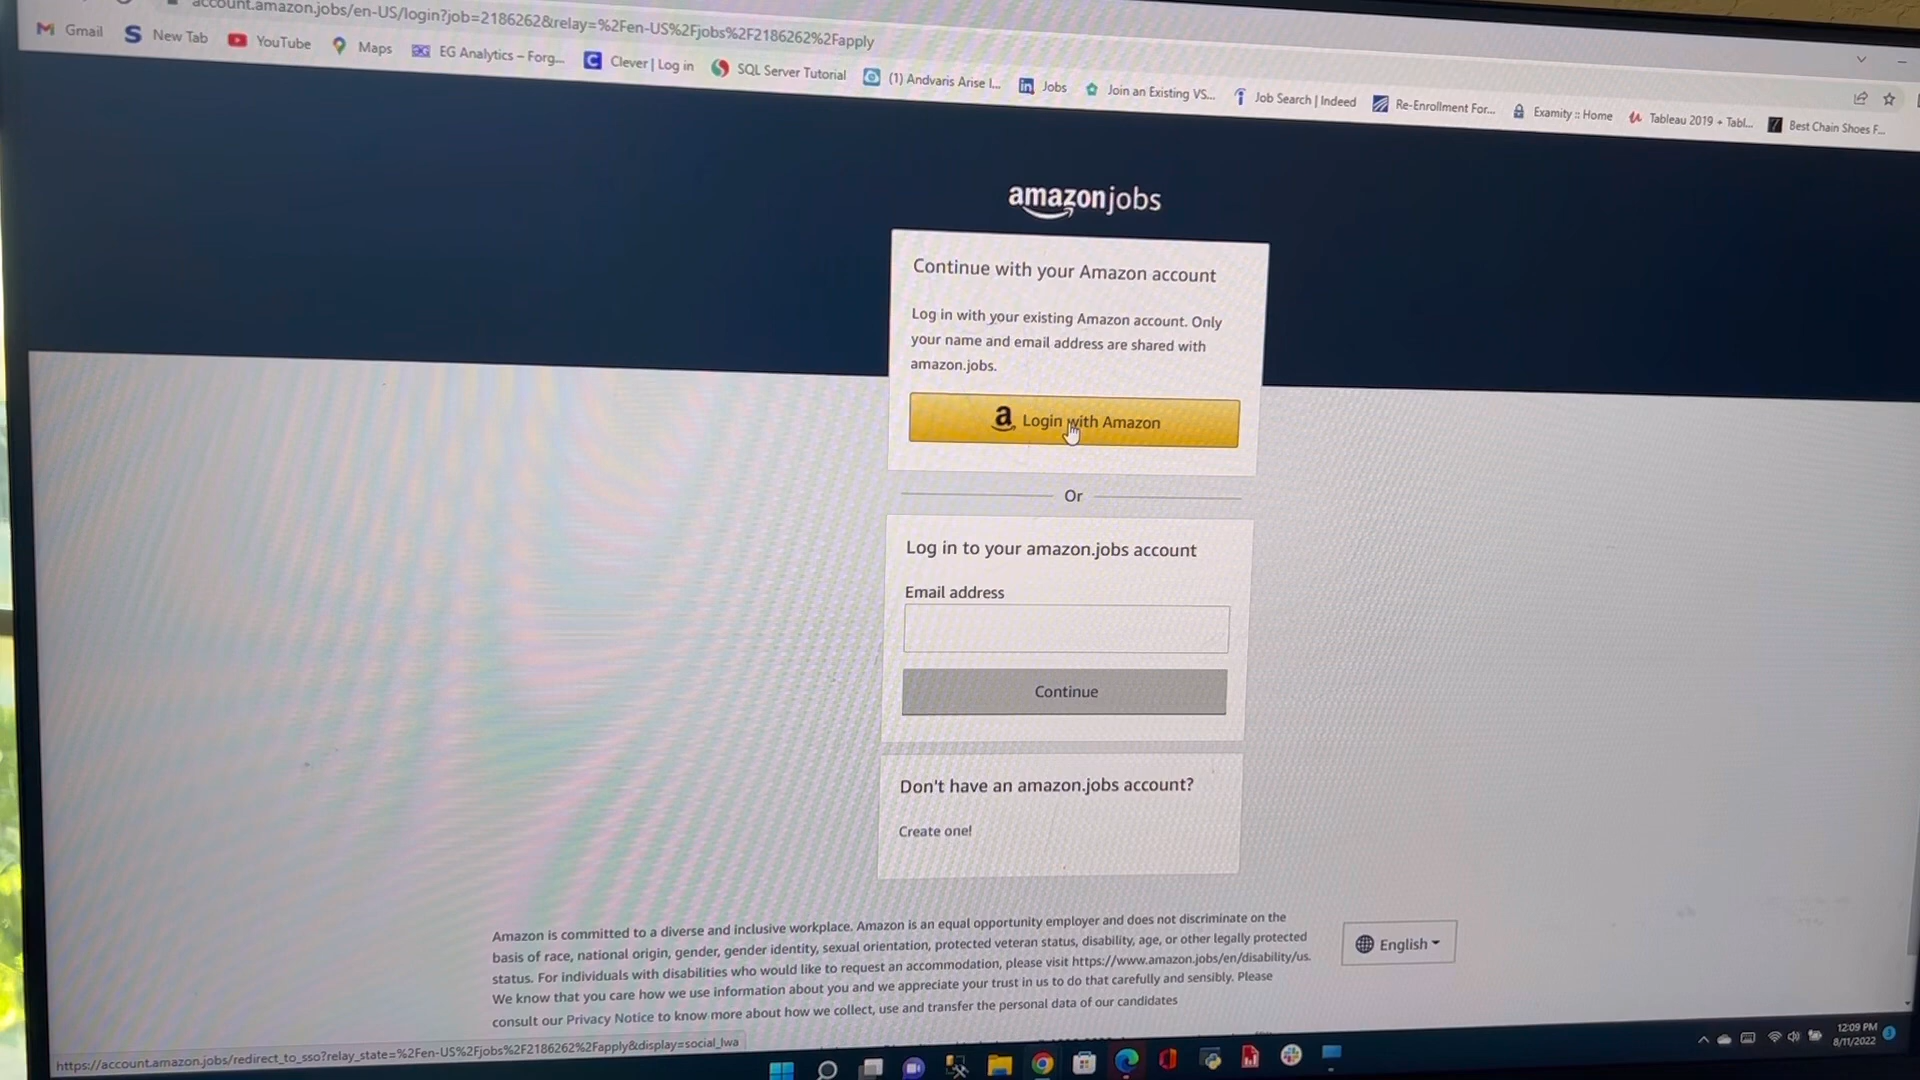 account.amazon.jobs/en-US/login?job=2186262&relay=%2Fen-US%2Fjobs%2F2186262%2Fapply
Gmail New Tab YouTube Maps EG Analytics – Forg... Clever | Log in SQL Server Tutorial (1) Andvaris Arise I... Jobs Join an Existing VS... Job Search | Indeed Re-Enrollment For... Examity :: Home Tableau 2019 + Tabl... Best Chain Shoes F...
amazonjobs
Continue with your Amazon account
Log in with your existing Amazon account. Only
your name and email address are shared with
amazon.jobs.
Login with Amazon
Or
Log in to your amazon.jobs account
Email address
Continue
Don't have an amazon.jobs account?
Create one!
Amazon is committed to a diverse and inclusive workplace. Amazon is an equal opportunity employer and does not discriminate on the
basis of race, national origin, gender, gender identity, sexual orientation, protected veteran status, disability, age, or other legally protected
status. For individuals with disabilities who would like to request an accommodation, please visit https://www.amazon.jobs/en/disability/us.
We know that you care how we use information about you and we appreciate your trust in us to do that carefully and sensibly. Please
consult our Privacy Notice to know more about how we collect, use and transfer the personal data of our candidates
English
https://account.amazon.jobs/redirect_to_sso?relay_state=%2Fen-US%2Fjobs%2F2186262%2Fapply&display=social_lwa
12:09 PM
8/11/2022